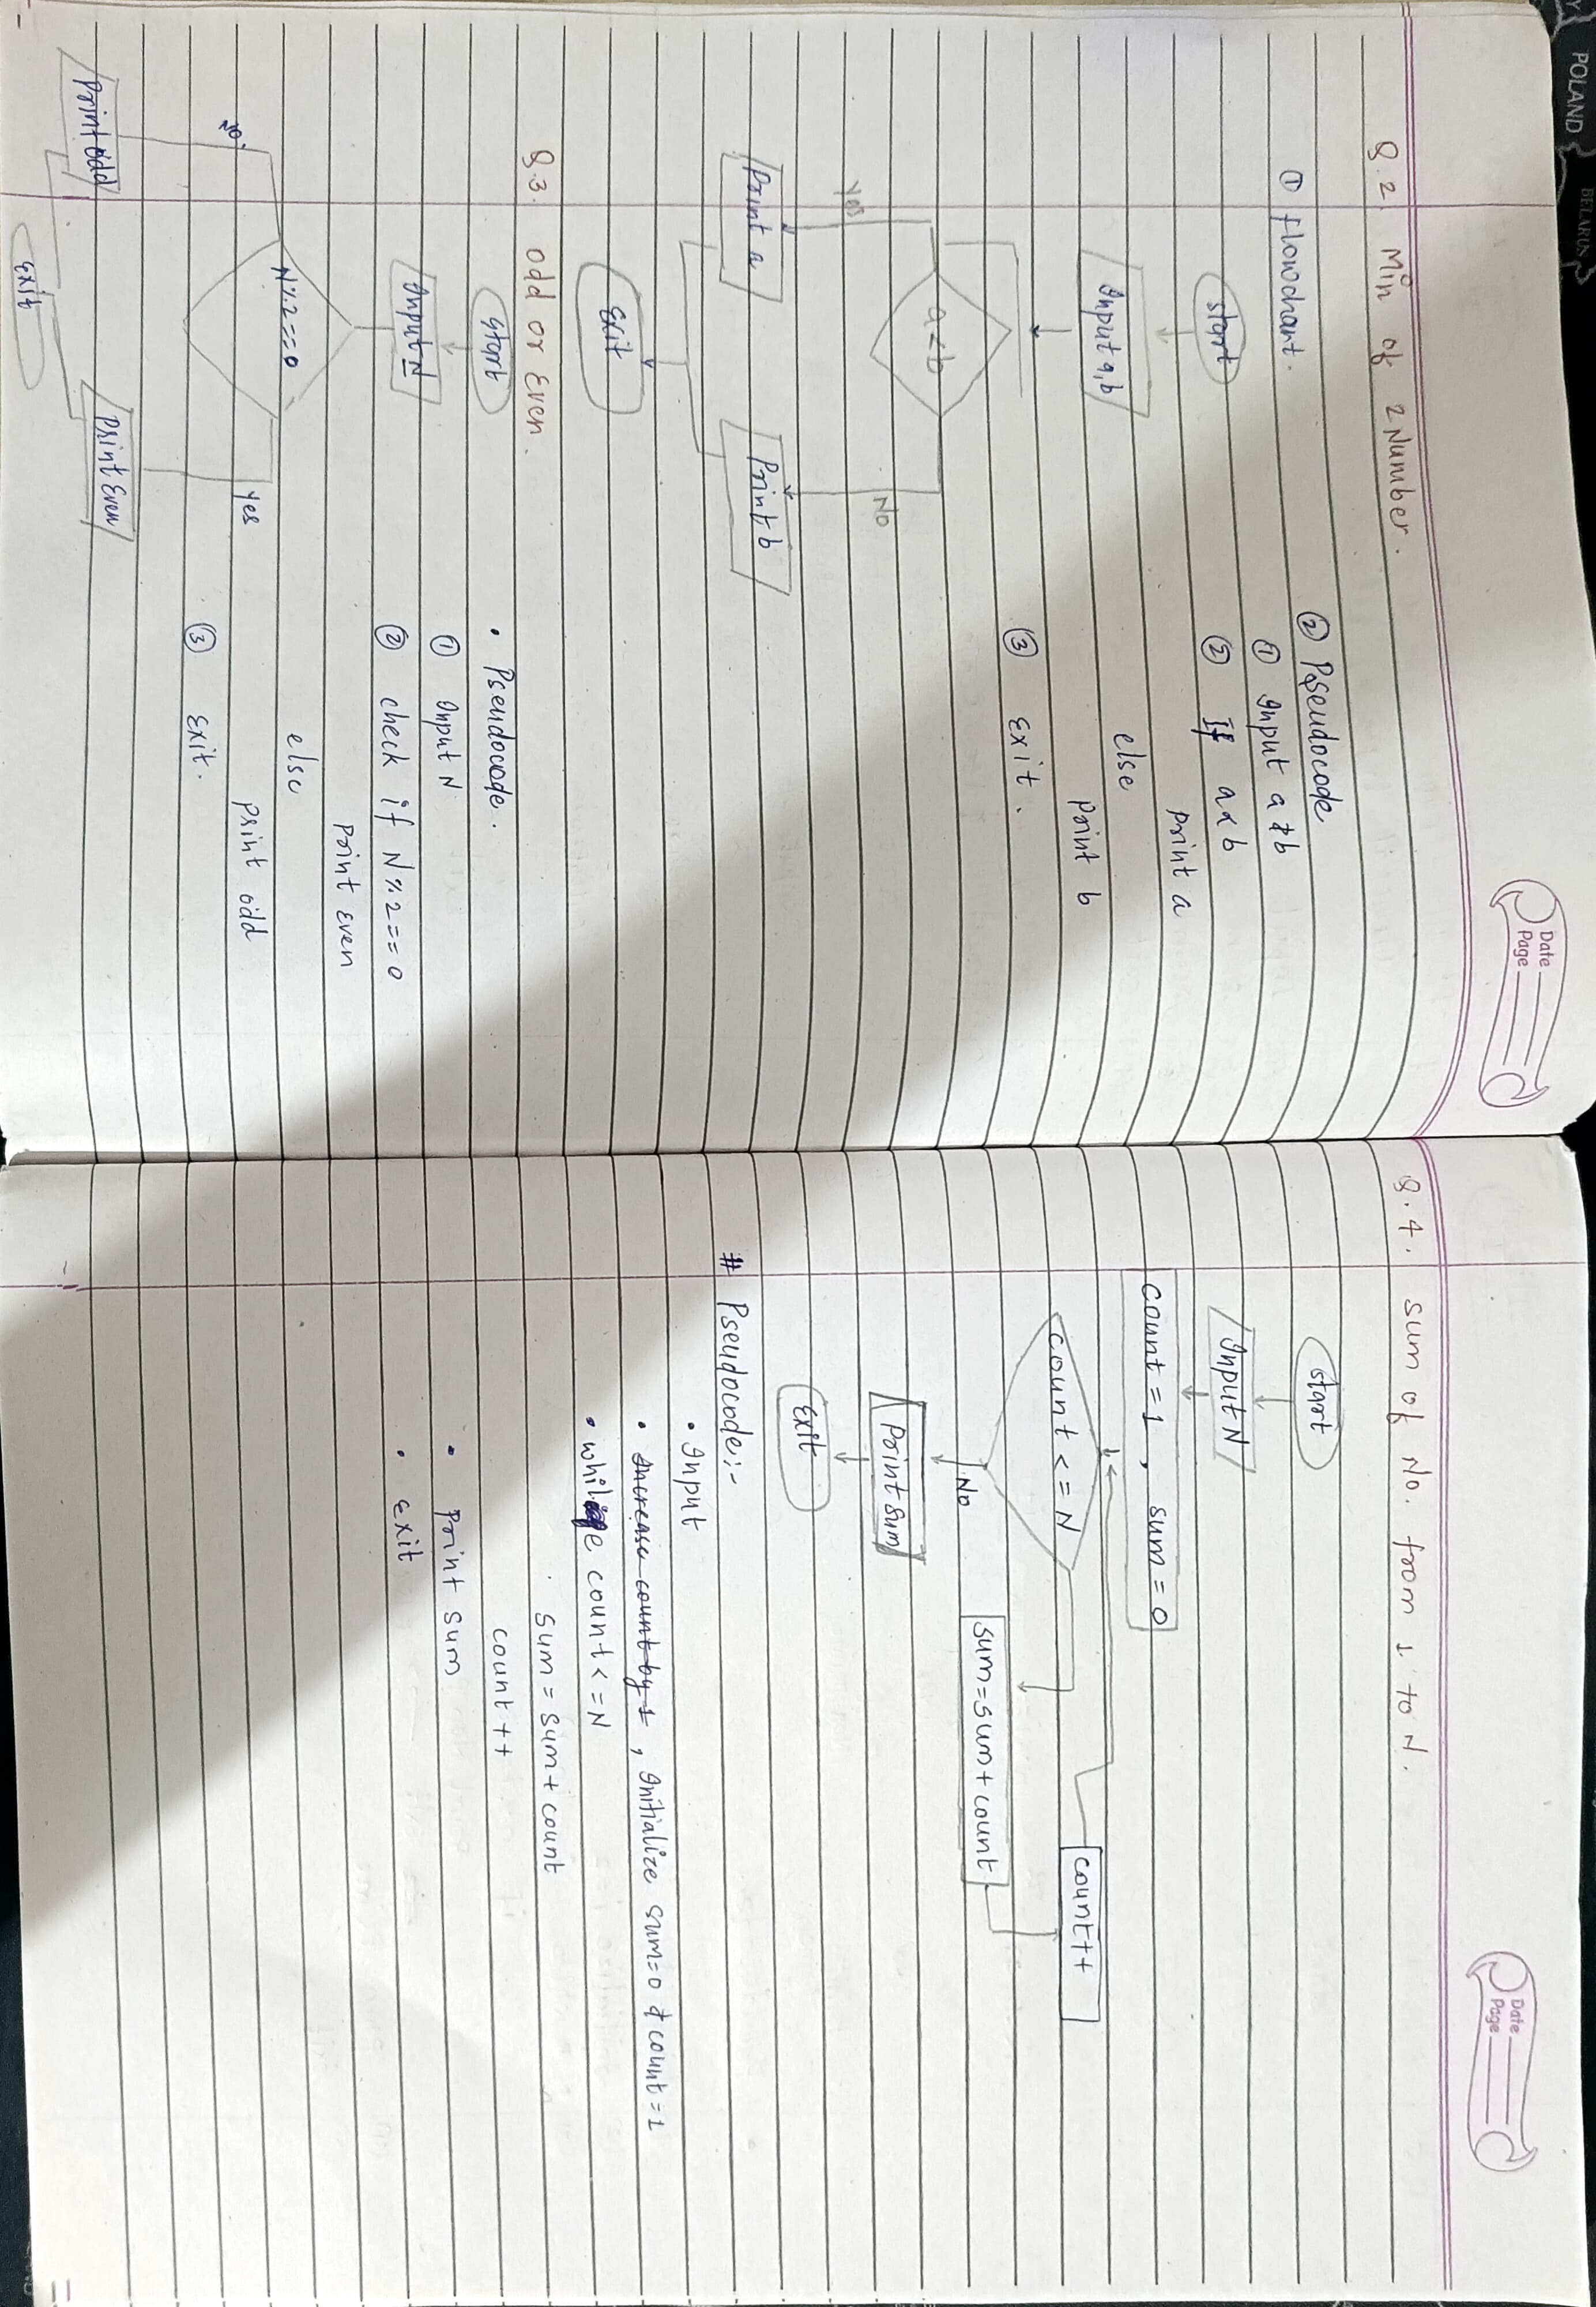 POLAND
BELARUS
Date
Page
Q.2. Min of 2 Number.
① flowchart.
start
Input a,b
a<b
Yes
No
Print a
Print b
Exit
② Pseudocode
① Input a & b
② If a<b
Print a
else
Print b
③ Exit.
Q.3. odd or Even.
start
Input N
N%2==0
No.
Yes
Print odd
Print Even
Exit
• Pseudocode.
① Input N
② check if N%2==0
Print Even
else
Print odd
③ Exit.
Date
Page
Q.4. Sum of No. from 1 to N.
start
Input N
Count = 1, sum = 0
Count <= N
No
sum=sum+count
count++
Print sum
Exit
# Pseudocode:-
• Input
• Increase count by 1, Initialize sum=0 & count=1
• while count<=N
sum = sum+count
count++
• Print sum
• Exit